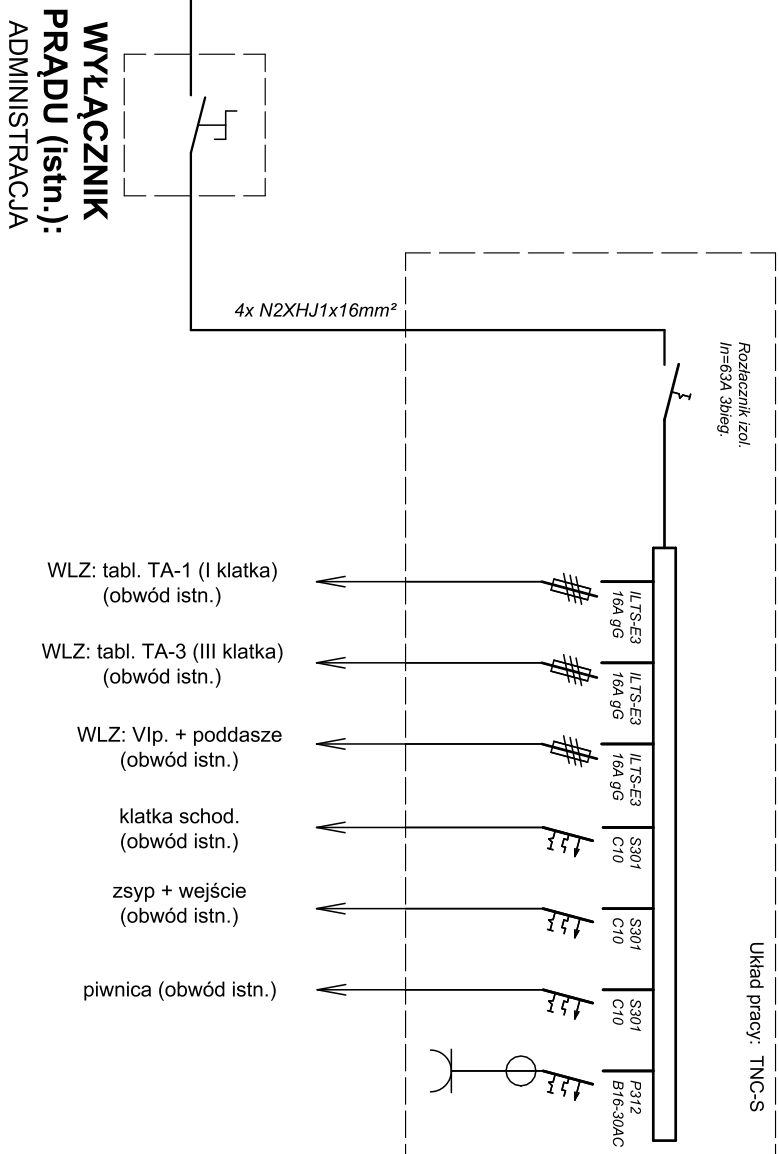 WYŁĄCZNIK
PRĄDU (istn.):
ADMINISTRACJA
4x N2XHJ1x16mm²
Rozłacznik izol.
In=63A 3bieg.
Układ pracy: TNC-S
WLZ: tabl. TA-1 (I klatka)
(obwód istn.)
ILTS-E3
16A gG
WLZ: tabl. TA-3 (III klatka)
(obwód istn.)
ILTS-E3
16A gG
WLZ: VIp. + poddasze
(obwód istn.)
ILTS-E3
16A gG
klatka schod.
(obwód istn.)
S301
C10
zsyp + wejście
(obwód istn.)
S301
C10
piwnica (obwód istn.)
S301
C10
P312
B16-30AC